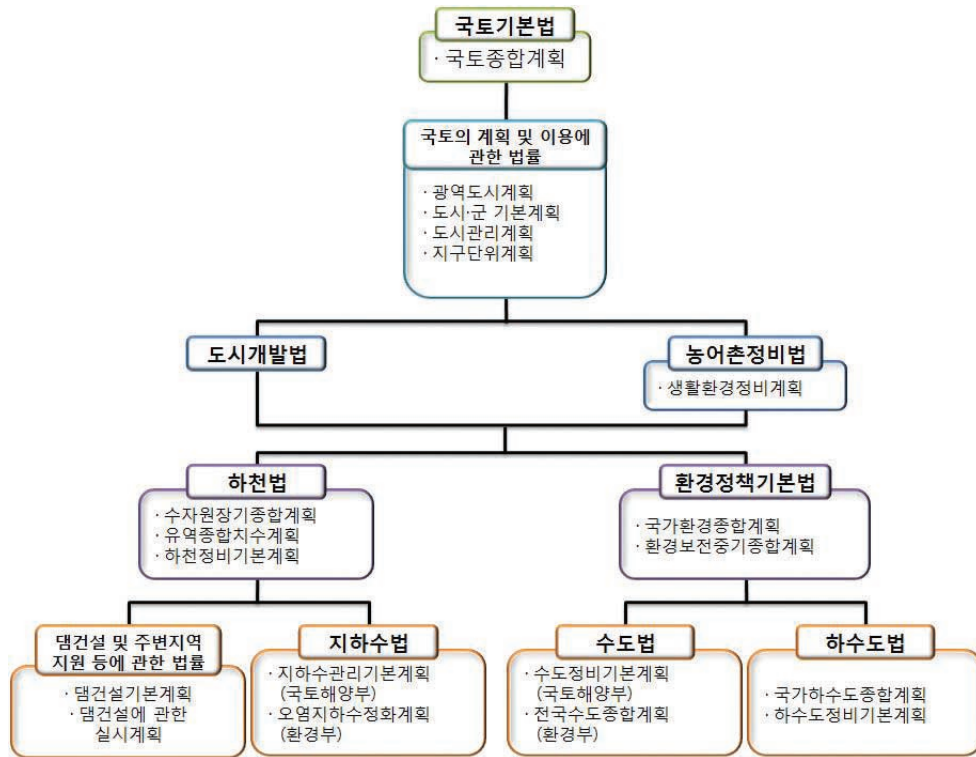 국토기본법
· 국토종합계획
국토의 계획 및 이용에
관한 법률
· 광역도시계획
· 도시·군 기본계획
· 도시관리계획
· 지구단위계획
도시개발법
농어촌정비법
· 생활환경정비계획
하천법
· 수자원장기종합계획
· 유역종합치수계획
· 하천정비기본계획
환경정책기본법
· 국가환경종합계획
· 환경보전중기종합계획
댐건설 및 주변지역
지원 등에 관한 법률
· 댐건설기본계획
· 댐건설에 관한
실시계획
지하수법
· 지하수관리기본계획
(국토해양부)
· 오염지하수정화계획
(환경부)
수도법
· 수도정비기본계획
(국토해양부)
· 전국수도종합계획
(환경부)
하수도법
· 국가하수도종합계획
· 하수도정비기본계획